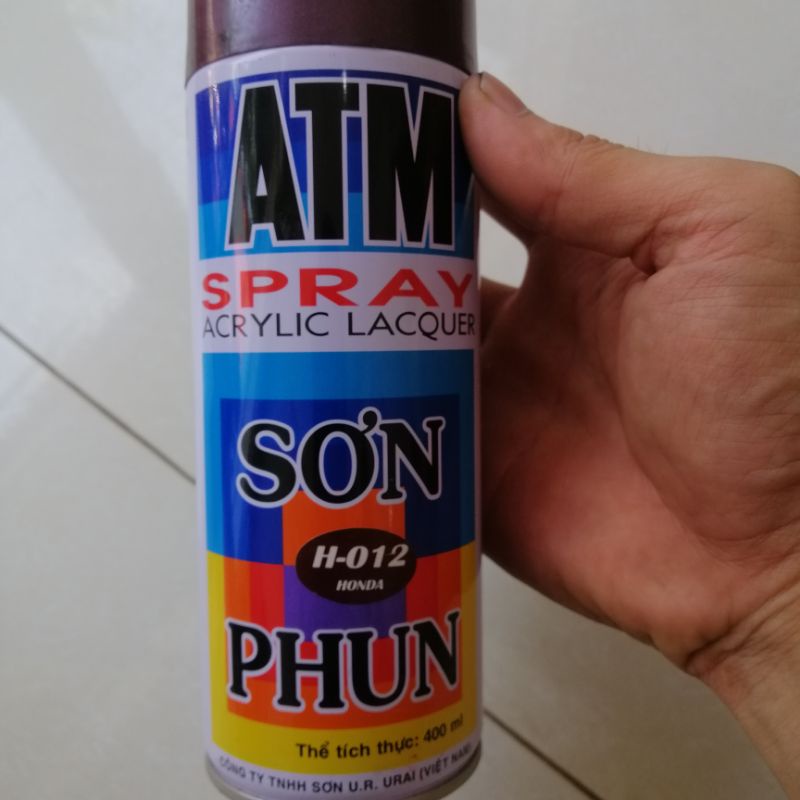 ATM
SPRAY
ACRYLIC LACQUER
SƠN
H-012
HONDA
PHUN
Thể tích thực: 400 ml
CÔNG TY TNHH SƠN U.R. URAI (VIỆT NAM)